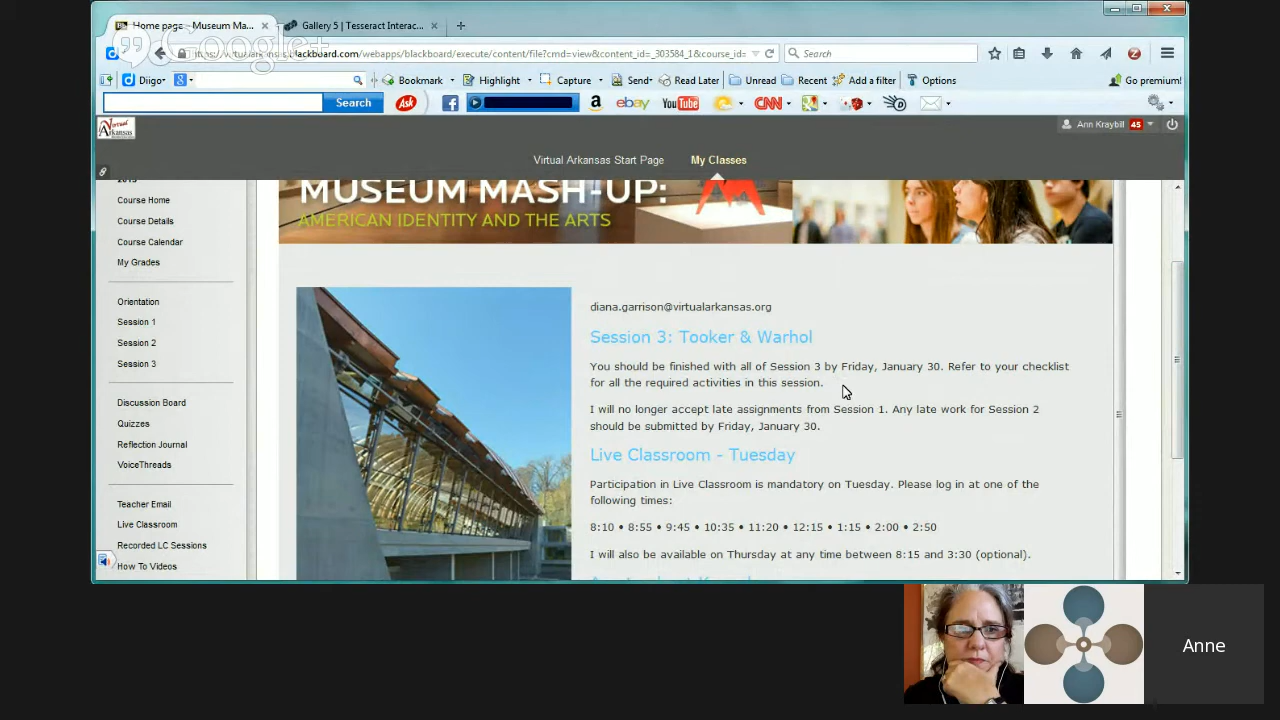 Home page - Museum Ma...
Gallery 5 | Tesseract Interac...
Google+
blackboard.com/webapps/blackboard/execute/content/file?cmd=view&content_id=_303584_1&course_id=
Search
Diigo
Bookmark
Highlight
Capture
Send
Read Later
Unread
Recent
Add a filter
Options
Go premium!
Search
Ask
a
ebay
YouTube
CNN
Virtual Arkansas
Ann Kraybill 45
Virtual Arkansas Start Page
My Classes
Course Home
Course Details
Course Calendar
My Grades
Orientation
Session 1
Session 2
Session 3
Discussion Board
Quizzes
Reflection Journal
VoiceThreads
Teacher Email
Live Classroom
Recorded LC Sessions
How To Videos
MUSEUM MASH-UP:
AMERICAN IDENTITY AND THE ARTS
diana.garrison@virtualarkansas.org
Session 3: Tooker & Warhol
You should be finished with all of Session 3 by Friday, January 30. Refer to your checklist
for all the required activities in this session.
I will no longer accept late assignments from Session 1. Any late work for Session 2
should be submitted by Friday, January 30.
Live Classroom - Tuesday
Participation in Live Classroom is mandatory on Tuesday. Please log in at one of the
following times:
8:10 • 8:55 • 9:45 • 10:35 • 11:20 • 12:15 • 1:15 • 2:00 • 2:50
I will also be available on Thursday at any time between 8:15 and 3:30 (optional).
Anne